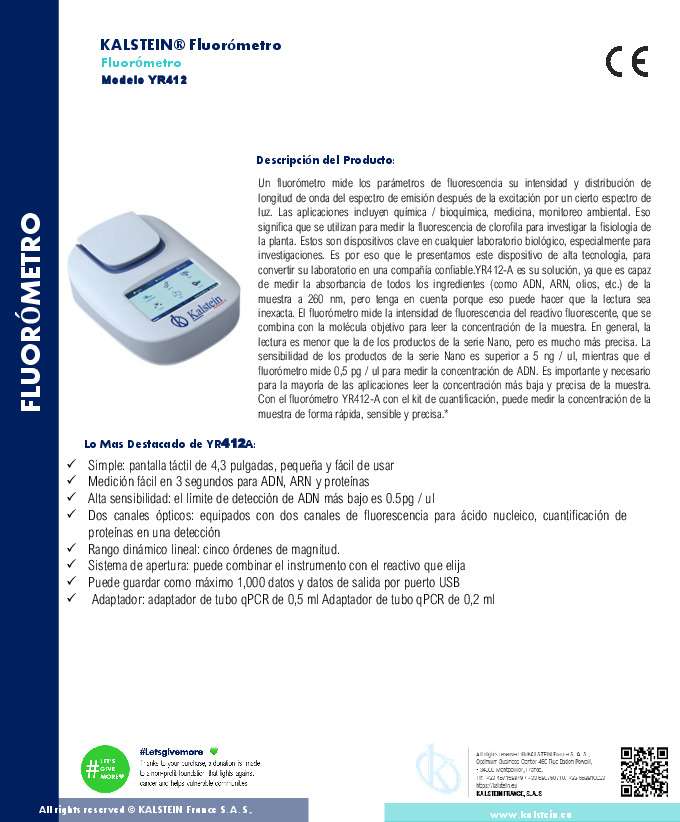 KALSTEIN® Fluorómetro
Fluorómetro
Modelo YR412
CE
FLUORÓMETRO
Descripción del Producto:
Un fluorómetro mide los parámetros de fluorescencia su intensidad y distribución de
longitud de onda del espectro de emisión después de la excitación por un cierto espectro de
luz. Las aplicaciones incluyen química / bioquímica, medicina, monitoreo ambiental. Eso
significa que se utilizan para medir la fluorescencia de clorofila para investigar la fisiología de
la planta. Estos son dispositivos clave en cualquier laboratorio biológico, especialmente para
investigaciones. Es por eso que le presentamos este dispositivo de alta tecnología, para
convertir su laboratorio en una compañía confiable.YR412-A es su solución, ya que es capaz
de medir la absorbancia de todos los ingredientes (como ADN, ARN, olios, etc.) de la
muestra a 260 nm, pero tenga en cuenta porque eso puede hacer que la lectura sea
inexacta. El fluorómetro mide la intensidad de fluorescencia del reactivo fluorescente, que se
combina con la molécula objetivo para leer la concentración de la muestra. En general, la
lectura es menor que la de los productos de la serie Nano, pero es mucho más precisa. La
sensibilidad de los productos de la serie Nano es superior a 5 ng / ul, mientras que el
fluorómetro mide 0,5 pg / ul para medir la concentración de ADN. Es importante y necesario
para la mayoría de las aplicaciones leer la concentración más baja y precisa de la muestra.
Con el fluorómetro YR412-A con el kit de cuantificación, puede medir la concentración de la
muestra de forma rápida, sensible y precisa.*
Kalstein
Lo Mas Destacado de YR412A:
✓ Simple: pantalla táctil de 4,3 pulgadas, pequeña y fácil de usar
✓ Medición fácil en 3 segundos para ADN, ARN y proteínas
✓ Alta sensibilidad: el límite de detección de ADN más bajo es 0.5pg / ul
✓ Dos canales ópticos: equipados con dos canales de fluorescencia para ácido nucleico, cuantificación de
proteínas en una detección
✓ Rango dinámico lineal: cinco órdenes de magnitud.
✓ Sistema de apertura: puede combinar el instrumento con el reactivo que elija
✓ Puede guardar como máximo 1,000 datos y datos de salida por puerto USB
✓ Adaptador: adaptador de tubo qPCR de 0,5 ml Adaptador de tubo qPCR de 0,2 ml
# LET'S
GIVE
MORE
#Letsgivemore
Thanks to your purchase, a donation is made
to a non-profit foundation that fights against
cancer and helps vulnerable communities
All rights reserved ® KALSTEIN France S. A. S.,
Optimum Business Center 450 Rue Baden Powell,
• 34000 Montpellier, France.
https://kalstein.eu
KALSTEIN FRANCE, S.A.S
All rights reserved ® KALSTEIN France S.A.S.,
www.kalstein.eu